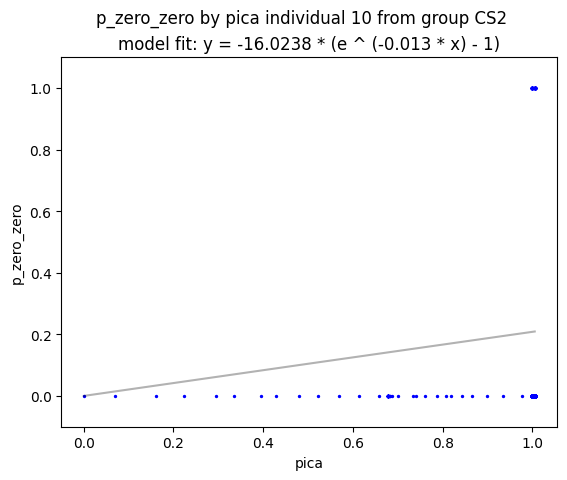 p_zero_zero by pica individual 10 from group CS2
model fit: y = -16.0238 * (e ^ (-0.013 * x) - 1)
1.0
0.8
0.6
0.4
0.2
0.0
p_zero_zero
0.0 0.2 0.4 0.6 0.8 1.0
pica